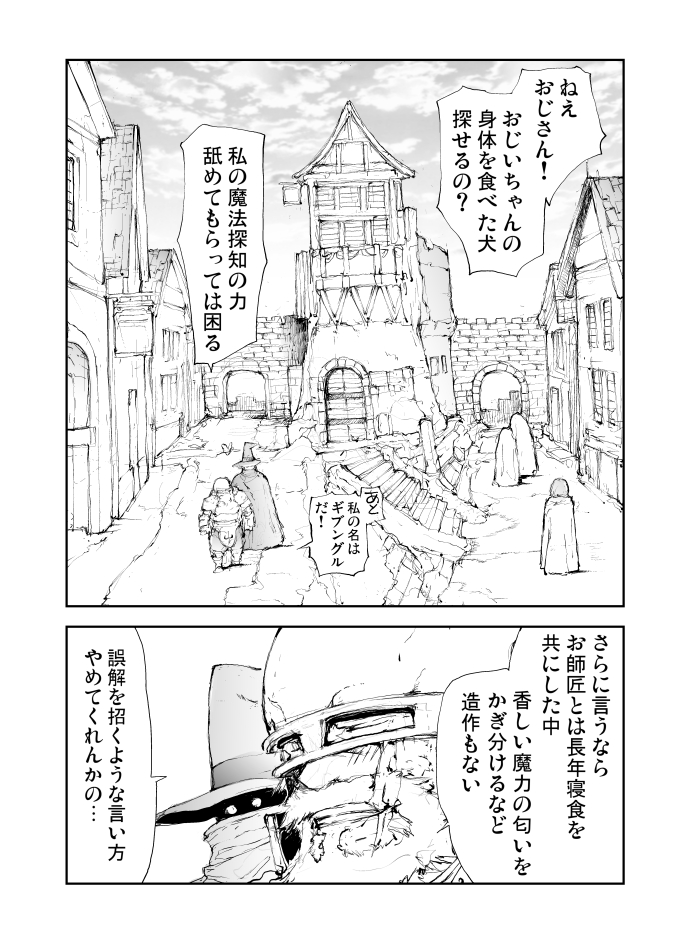 ねえ
おじさん！
おじいちゃんの
身体を食べた犬
探せるの？
私の魔法探知の力
舐めてもらっては困る
あと
私の名は
ギブングル
だ！
さらに言うなら
お師匠とは長年寝食を
共にした中
香しい魔力の匂いを
かぎ分けるなど
造作もない
誤解を招くような言い方
やめてくれんかの…